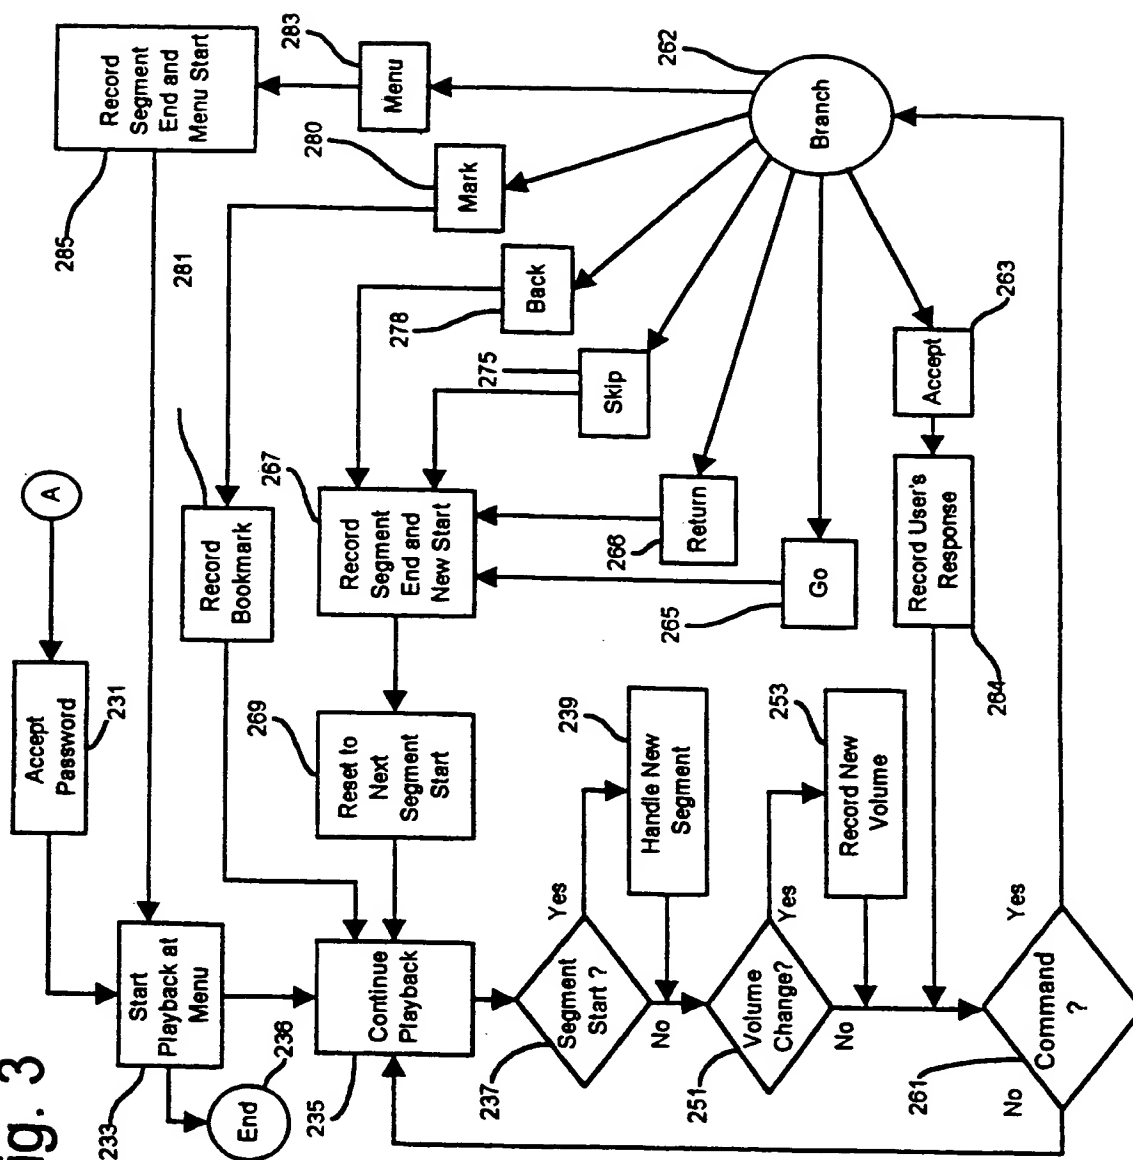 ig. 3
A
Accept
Password
231
Start
Playback at
Menu
233
End
236
Record
Segment
End and
Menu Start
285
Menu
283
Mark
280
Record
Bookmark
281
Back
278
Skip
275
Record
Segment
End and
New Start
267
Return
268
Go
265
Reset to
Next
Segment
Start
269
Continue
Playback
235
Segment
Start ?
237
Yes
No
Handle New
Segment
239
Volume
Change?
251
Yes
No
Record New
Volume
253
Branch
262
Accept
263
Record User's
Response
264
Command
?
261
Yes
No